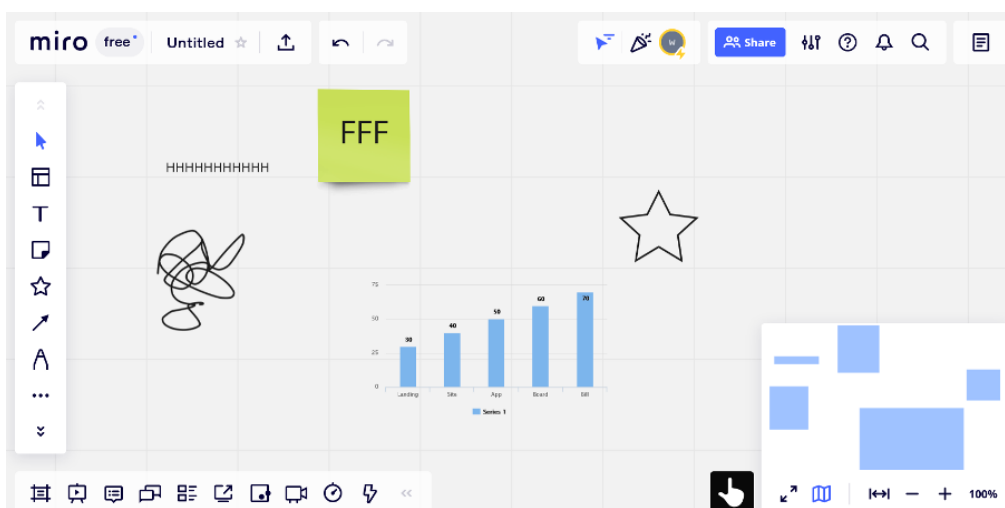 miro free Untitled
W
Share
FFF
HHHHHHHHHHH
T
75
50
25
0
30
40
50
60
70
Landing Site App Board Bill
Series 1
100%